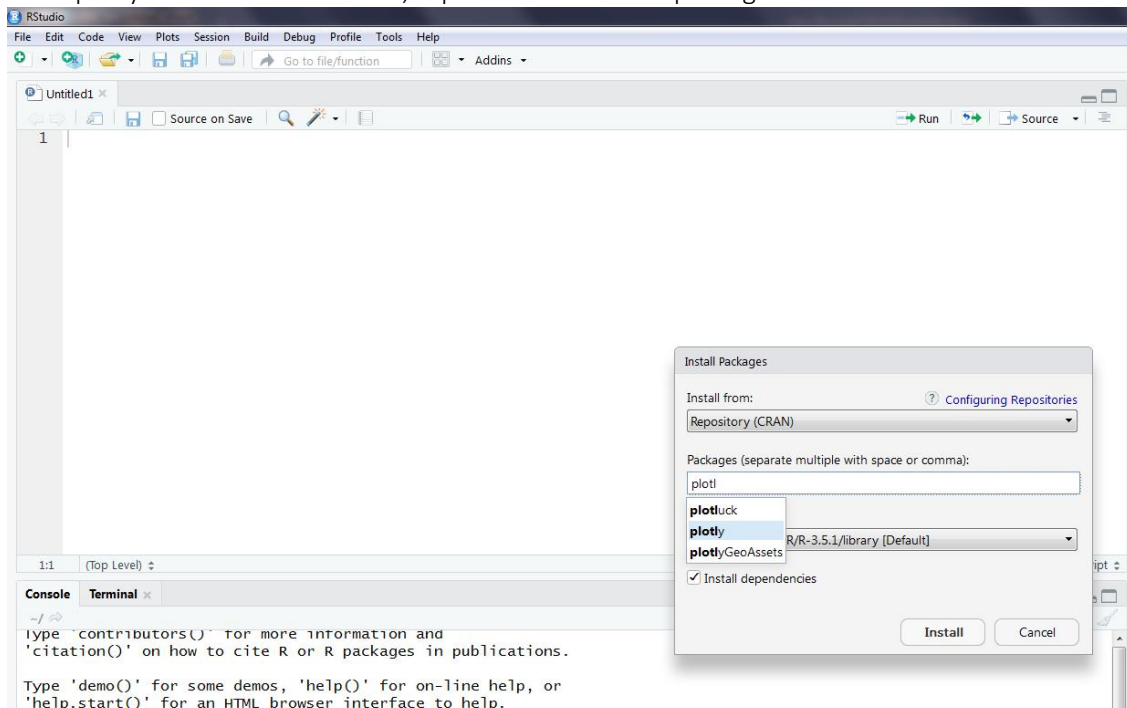 RStudio
File Edit Code View Plots Session Build Debug Profile Tools Help
Go to file/function Addins
Untitled1
Source on Save Run Source
1
Install Packages
Install from: Configuring Repositories
Repository (CRAN)
Packages (separate multiple with space or comma):
plotl
plotluck
plotly
R/R-3.5.1/library [Default]
plotlyGeoAssets
Install dependencies
Install Cancel
1:1 (Top Level) ipt
Console Terminal
~/
Type 'contributors()' for more information and
'citation()' on how to cite R or R packages in publications.
Type 'demo()' for some demos, 'help()' for on-line help, or
'help.start()' for an HTML browser interface to help.